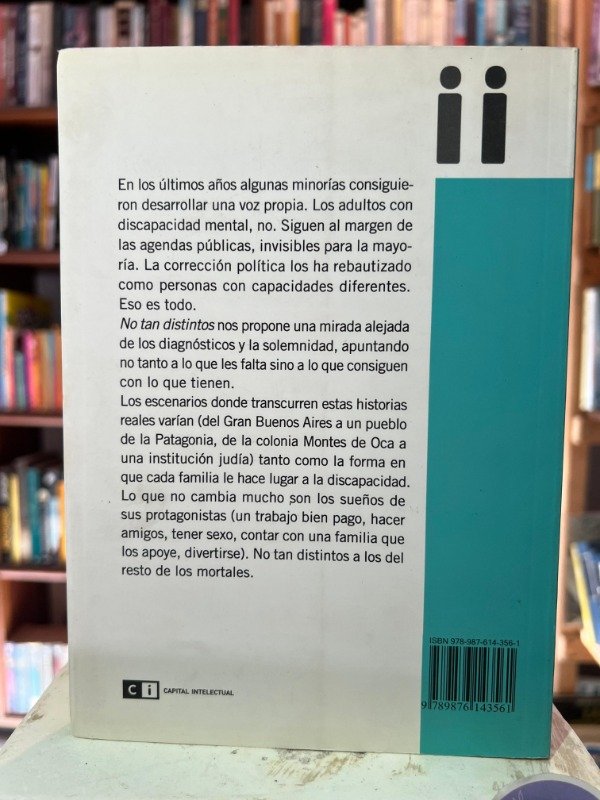 ii
En los últimos años algunas minorías consiguie-
ron desarrollar una voz propia. Los adultos con
discapacidad mental, no. Siguen al margen de
las agendas públicas, invisibles para la mayo-
ría. La corrección política los ha rebautizado
como personas con capacidades diferentes.
Eso es todo.
No tan distintos nos propone una mirada alejada
de los diagnósticos y la solemnidad, apuntando
no tanto a lo que les falta sino a lo que consiguen
con lo que tienen.
Los escenarios donde transcurren estas historias
reales varían (del Gran Buenos Aires a un pueblo
de la Patagonia, de la colonia Montes de Oca a
una institución judía) tanto como la forma en
que cada familia le hace lugar a la discapacidad.
Lo que no cambia mucho son los sueños de
sus protagonistas (un trabajo bien pago, hacer
amigos, tener sexo, contar con una familia que
los apoye, divertirse). No tan distintos a los del
resto de los mortales.
ISBN 978-987-614-356-1
9 789876 143561
Ci CAPITAL INTELECTUAL